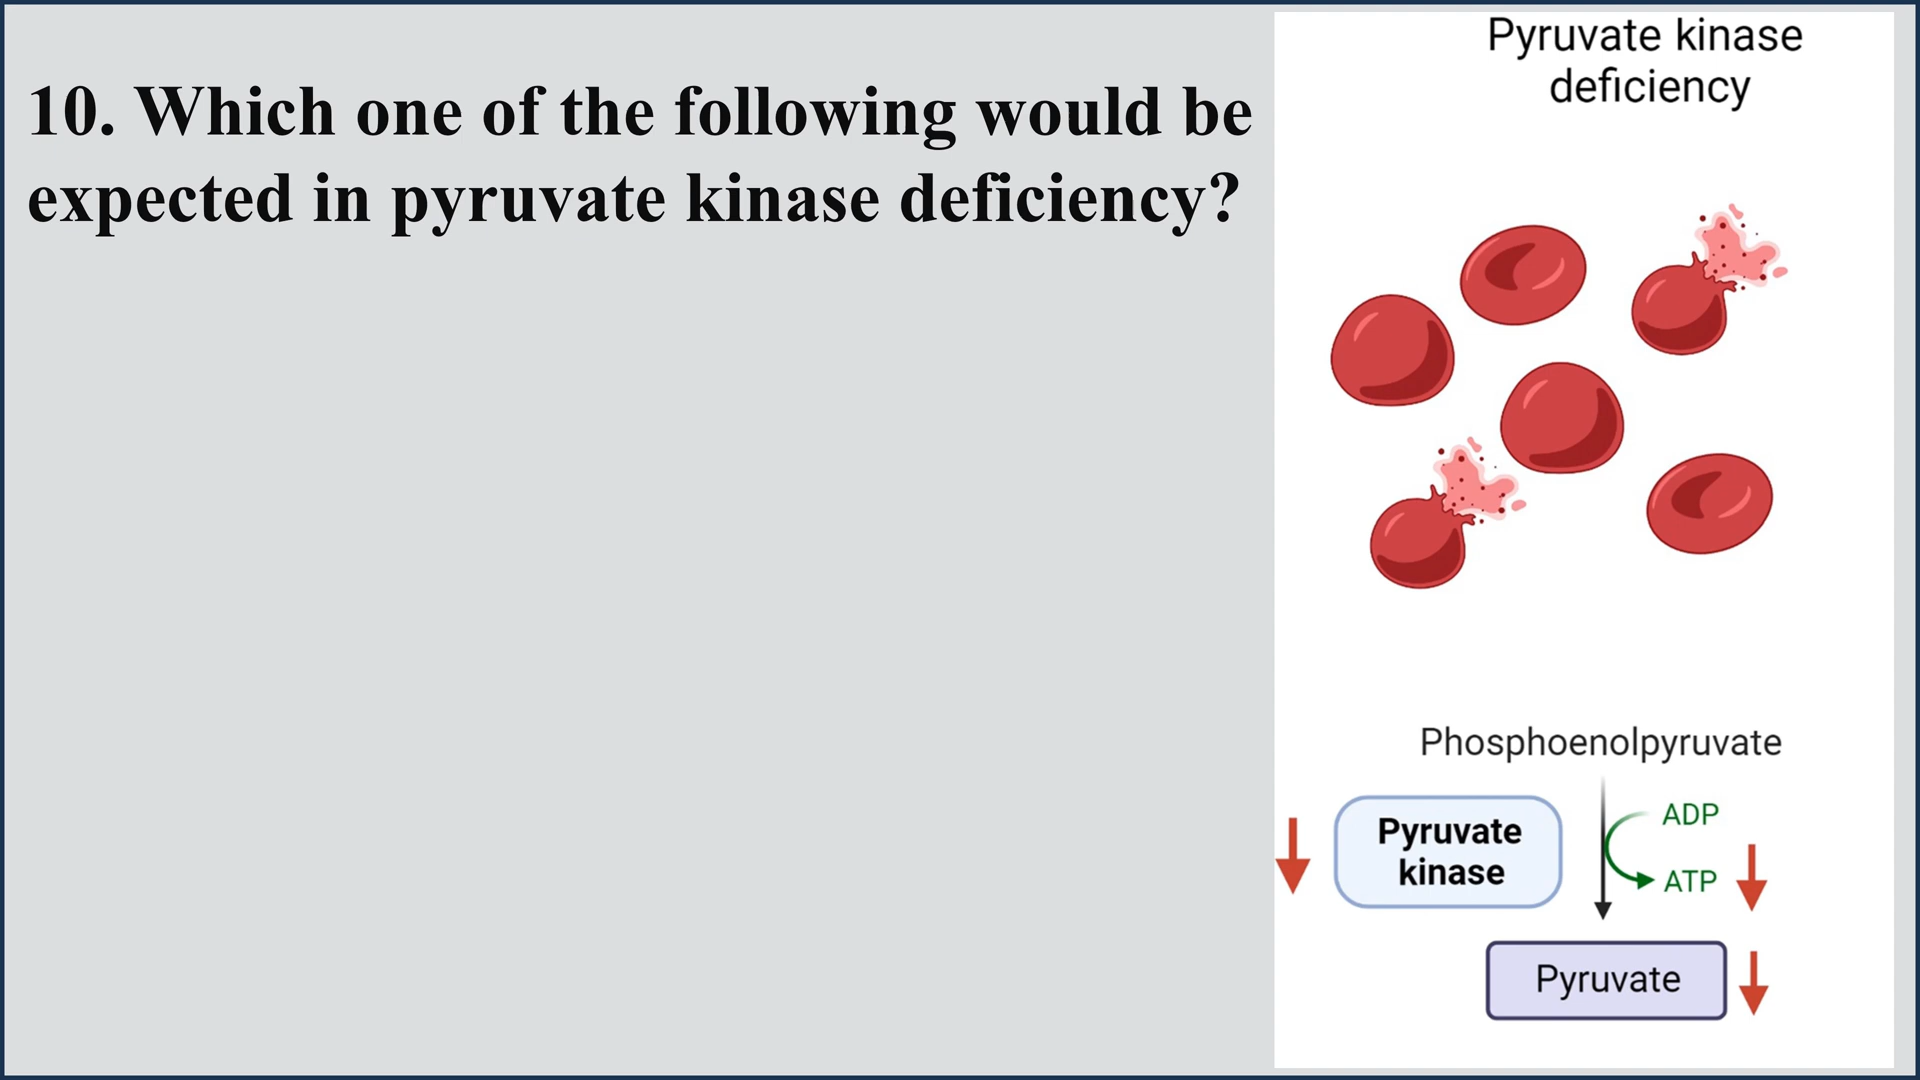 10. Which one of the following would be
expected in pyruvate kinase deficiency?
Pyruvate kinase
deficiency
Phosphoenolpyruvate
Pyruvate
kinase
ADP
ATP
Pyruvate